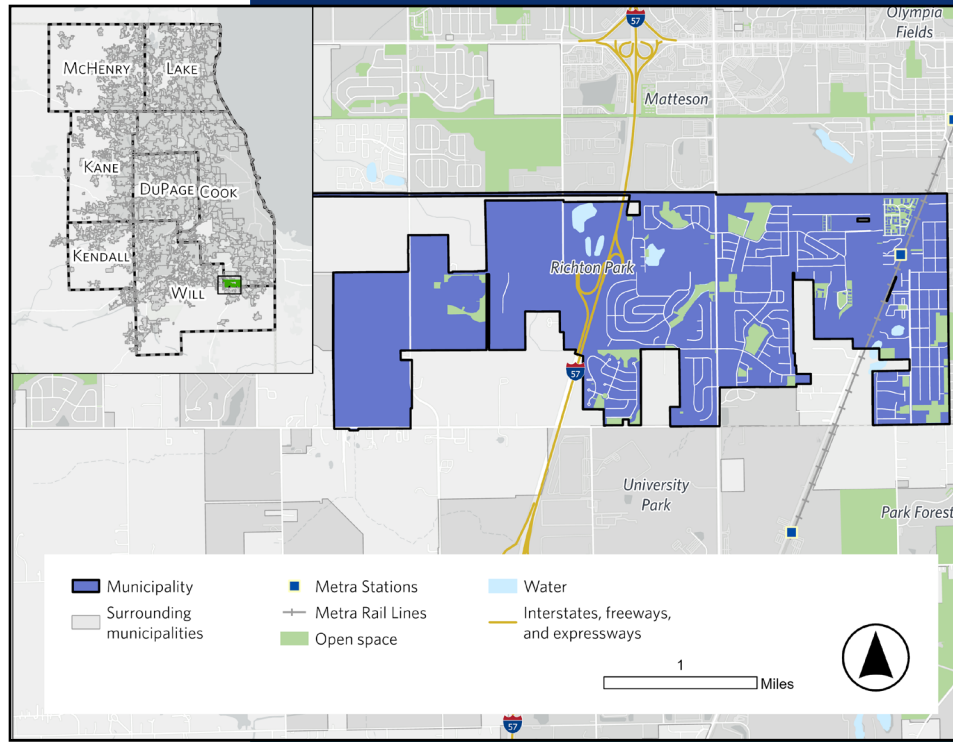 McHENRY
LAKE
KANE
DUPAGE
COOK
KENDALL
WILL
57
Olympia
Fields
Matteson
Richton Park
57
University
Park
Park Forest
Municipality
Surrounding
municipalities
Metra Stations
Metra Rail Lines
Open space
Water
Interstates, freeways,
and expressways
1
Miles
57